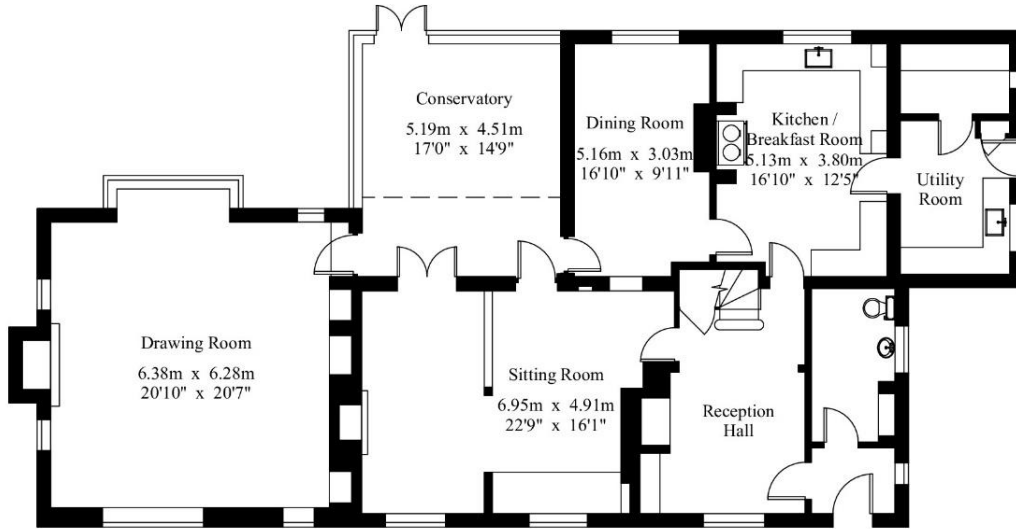 Conservatory
5.19m x 4.51m
17'0" x 14'9"
Dining Room
5.16m x 3.03m
16'10" x 9'11"
Kitchen /
Breakfast Room
5.13m x 3.80m
16'10" x 12'5"
Utility
Room
Drawing Room
6.38m x 6.28m
20'10" x 20'7"
Sitting Room
6.95m x 4.91m
22'9" x 16'1"
Reception
Hall